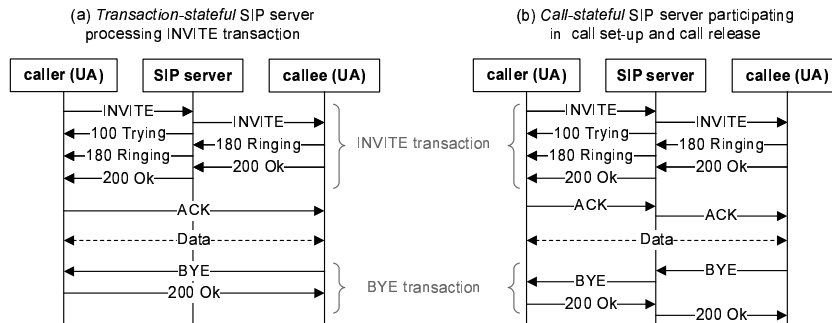 (a) Transaction-stateful SIP server
processing INVITE transaction
caller (UA)
SIP server
callee (UA)
INVITE
INVITE
100 Trying
180 Ringing
180 Ringing
200 Ok
200 Ok
ACK
Data
BYE
200 Ok
INVITE transaction
BYE transaction
(b) Call-stateful SIP server participating
in call set-up and call release
caller (UA)
SIP server
callee (UA)
INVITE
INVITE
100 Trying
180 Ringing
180 Ringing
200 Ok
200 Ok
ACK
ACK
Data
BYE
BYE
200 Ok
200 Ok